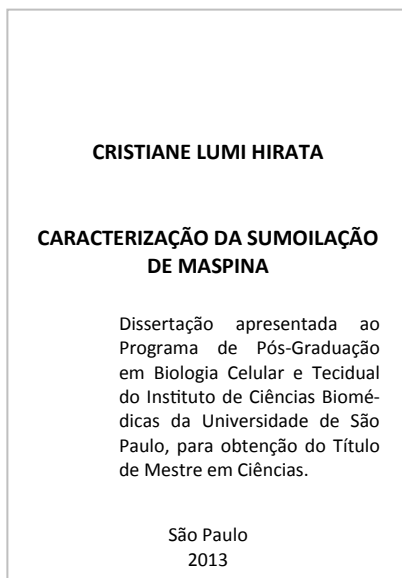 CRISTIANE LUMI HIRATA
CARACTERIZAÇÃO DA SUMOILAÇÃO
DE MASPINA
Dissertação apresentada ao
Programa de Pós-Graduação
em Biologia Celular e Tecidual
do Instituto de Ciências Biomé-
dicas da Universidade de São
Paulo, para obtenção do Título
de Mestre em Ciências.
São Paulo
2013